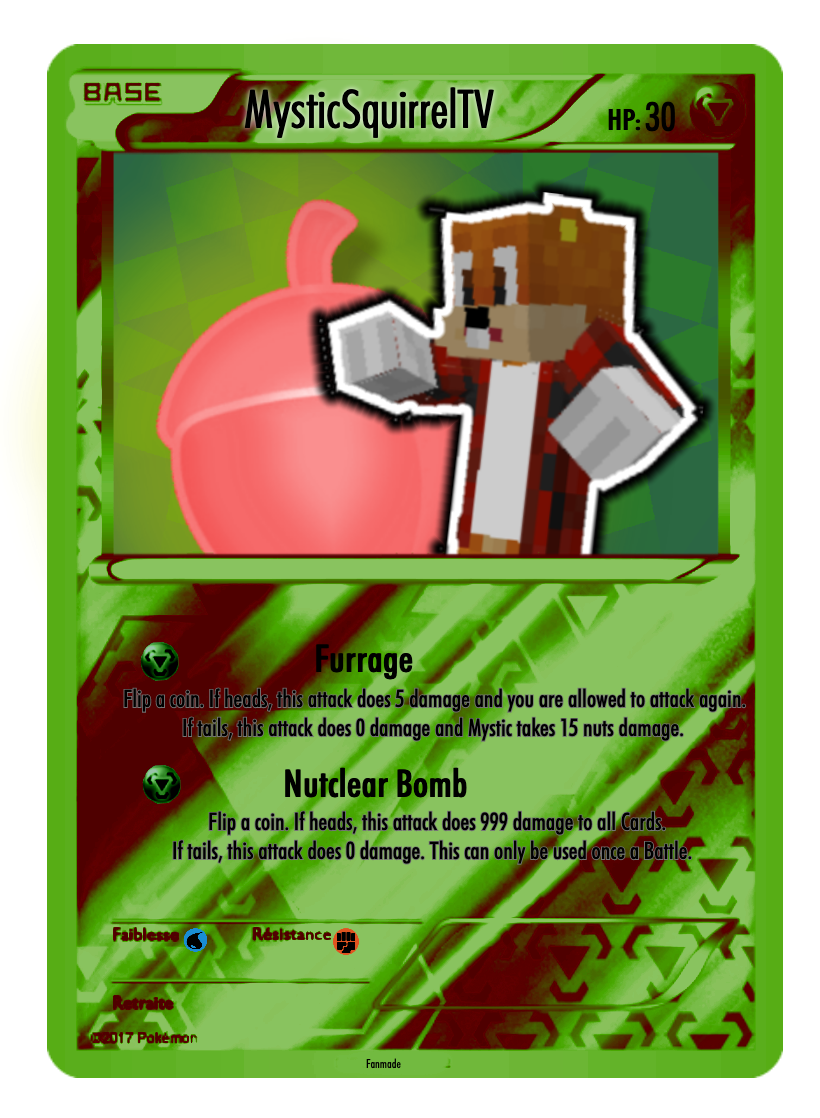 BASE
MysticSquirrelTV
HP: 30
Furrage
Flip a coin. If heads, this attack does 5 damage and you are allowed to attack again.
If tails, this attack does 0 damage and Mystic takes 15 nuts damage.
Nutclear Bomb
Flip a coin. If heads, this attack does 999 damage to all Cards.
If tails, this attack does 0 damage. This can only be used once a Battle.
Faiblesse
Résistance
Retraite
©2017 Pokémon
Fanmade